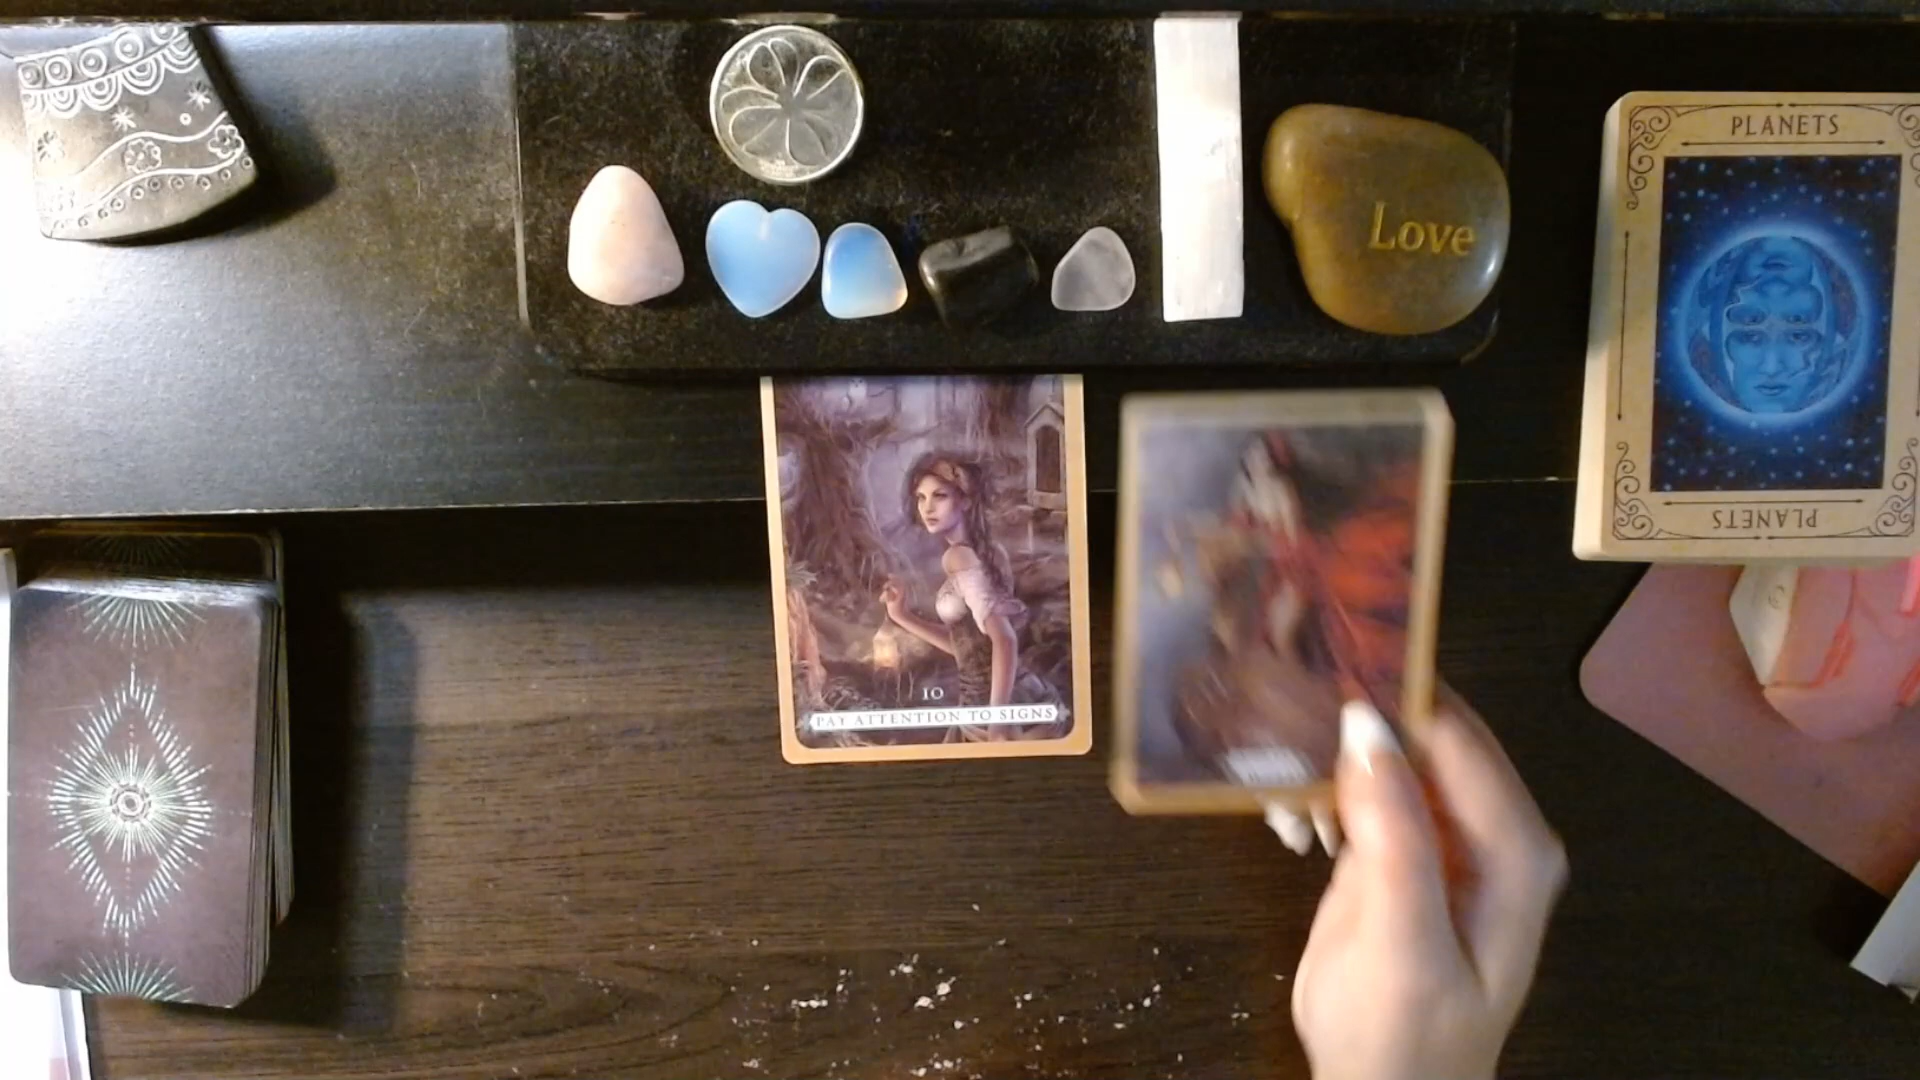 PLANETS
Love
PLANETS
10
PAY ATTENTION TO SIGNS